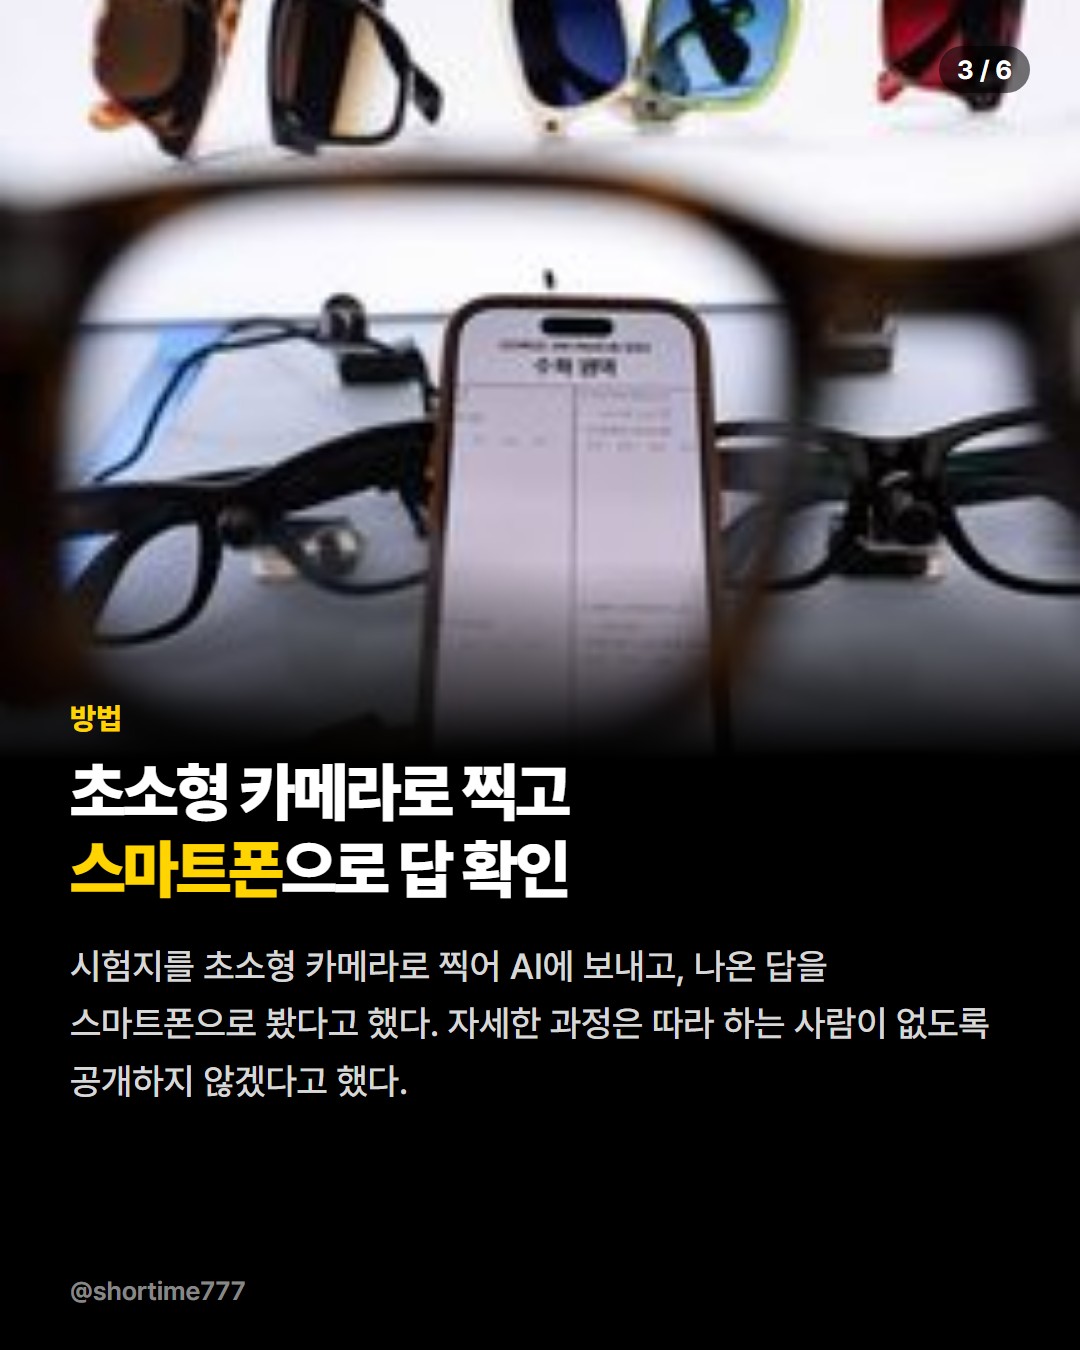 3 / 6
수학 영역
방법
초소형 카메라로 찍고
스마트폰으로 답 확인
시험지를 초소형 카메라로 찍어 AI에 보내고, 나온 답을
스마트폰으로 봤다고 했다. 자세한 과정은 따라 하는 사람이 없도록
공개하지 않겠다고 했다.
@shortime777